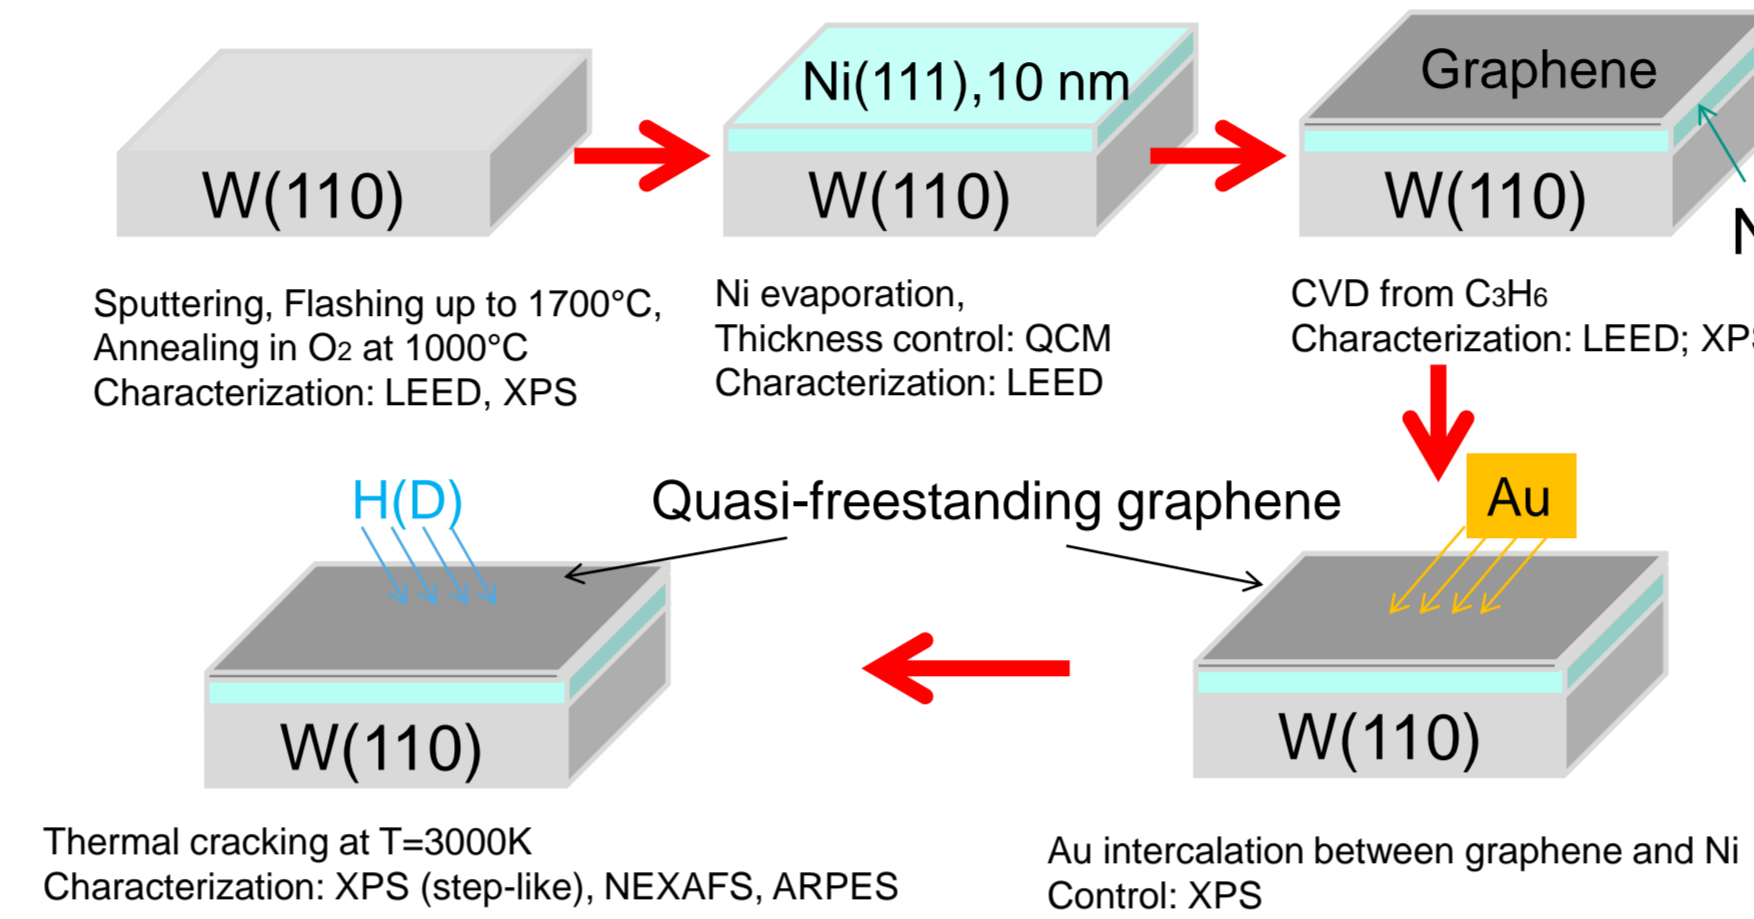 W(110)
Sputtering, Flashing up to 1700°C,
Annealing in O2 at 1000°C
Characterization: LEED, XPS
Ni(111),10 nm
W(110)
Ni evaporation,
Thickness control: QCM
Characterization: LEED
Graphene
W(110)
CVD from C3H6
Characterization: LEED; XPS
Au
Quasi-freestanding graphene
W(110)
Au intercalation between graphene and Ni
Control: XPS
H(D)
W(110)
Thermal cracking at T=3000K
Characterization: XPS (step-like), NEXAFS, ARPES